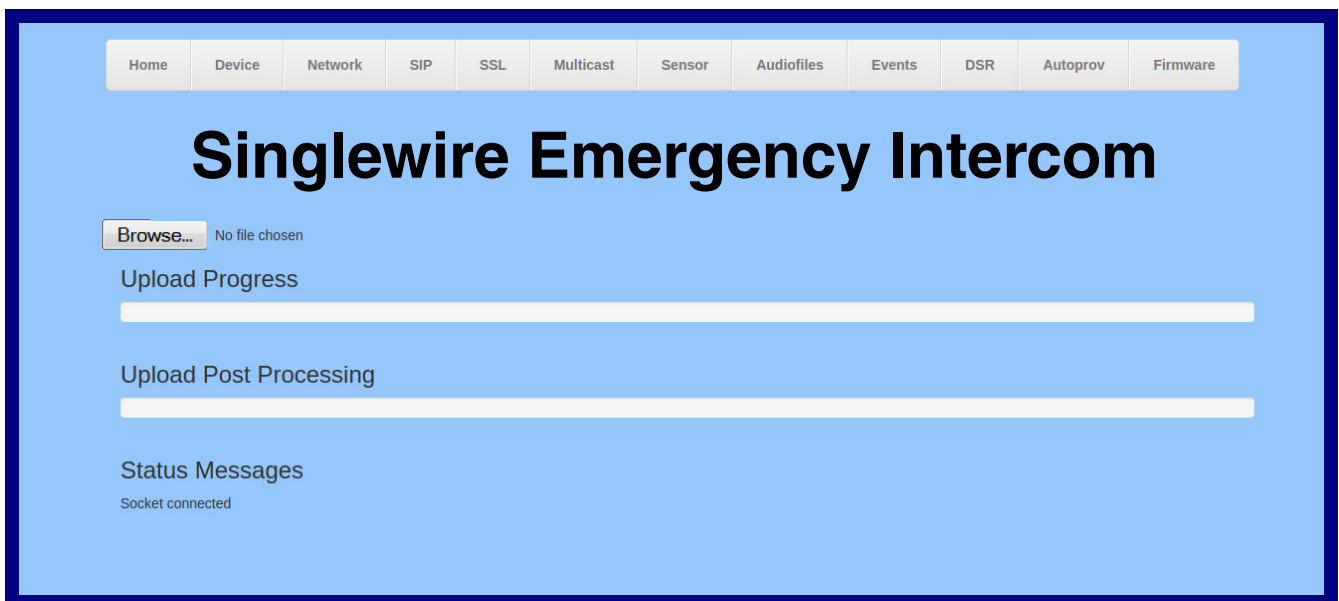 Home Device Network SIP SSL Multicast Sensor Audiofiles Events DSR Autoprov Firmware
Singlewire Emergency Intercom
Browse... No file chosen
Upload Progress
Upload Post Processing
Status Messages
Socket connected